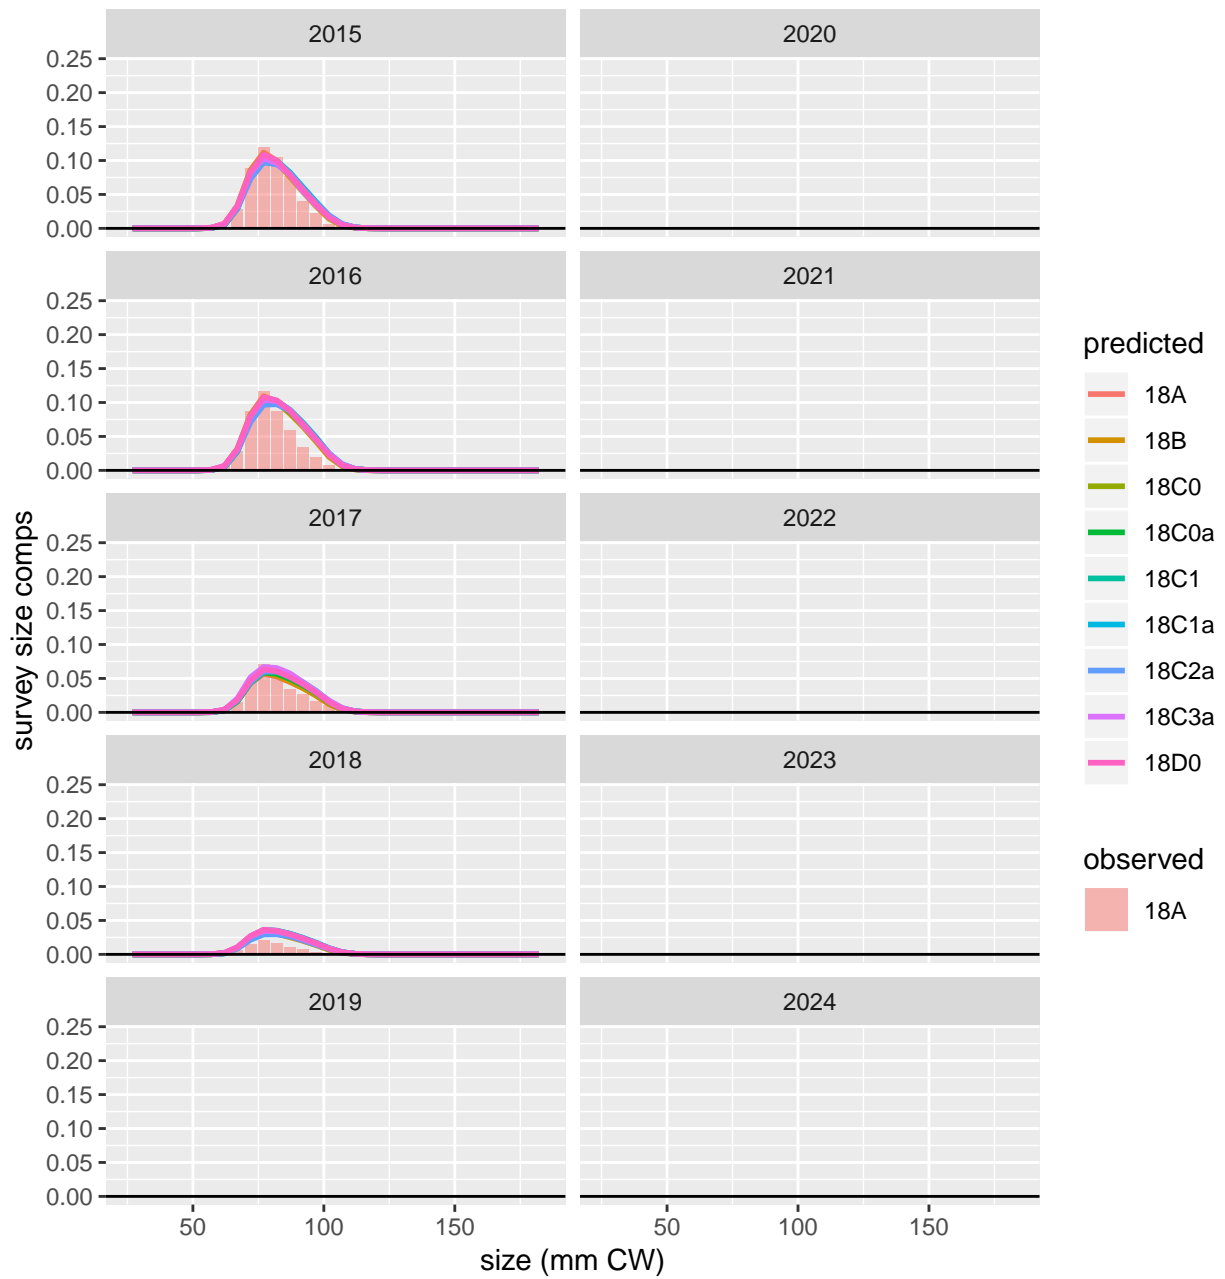 2015
2020
0.25
0.20
0.15
0.10
0.05
0.00
2016
2021
0.25
0.20
0.15
0.10
0.05
0.00
2017
2022
0.25
0.20
0.15
0.10
0.05
0.00
2018
2023
0.25
0.20
0.15
0.10
0.05
0.00
2019
2024
0.25
0.20
0.15
0.10
0.05
0.00
50 100 150
50 100 150
size (mm CW)
survey size comps
predicted
18A
18B
18C0
18C0a
18C1
18C1a
18C2a
18C3a
18D0
observed
18A